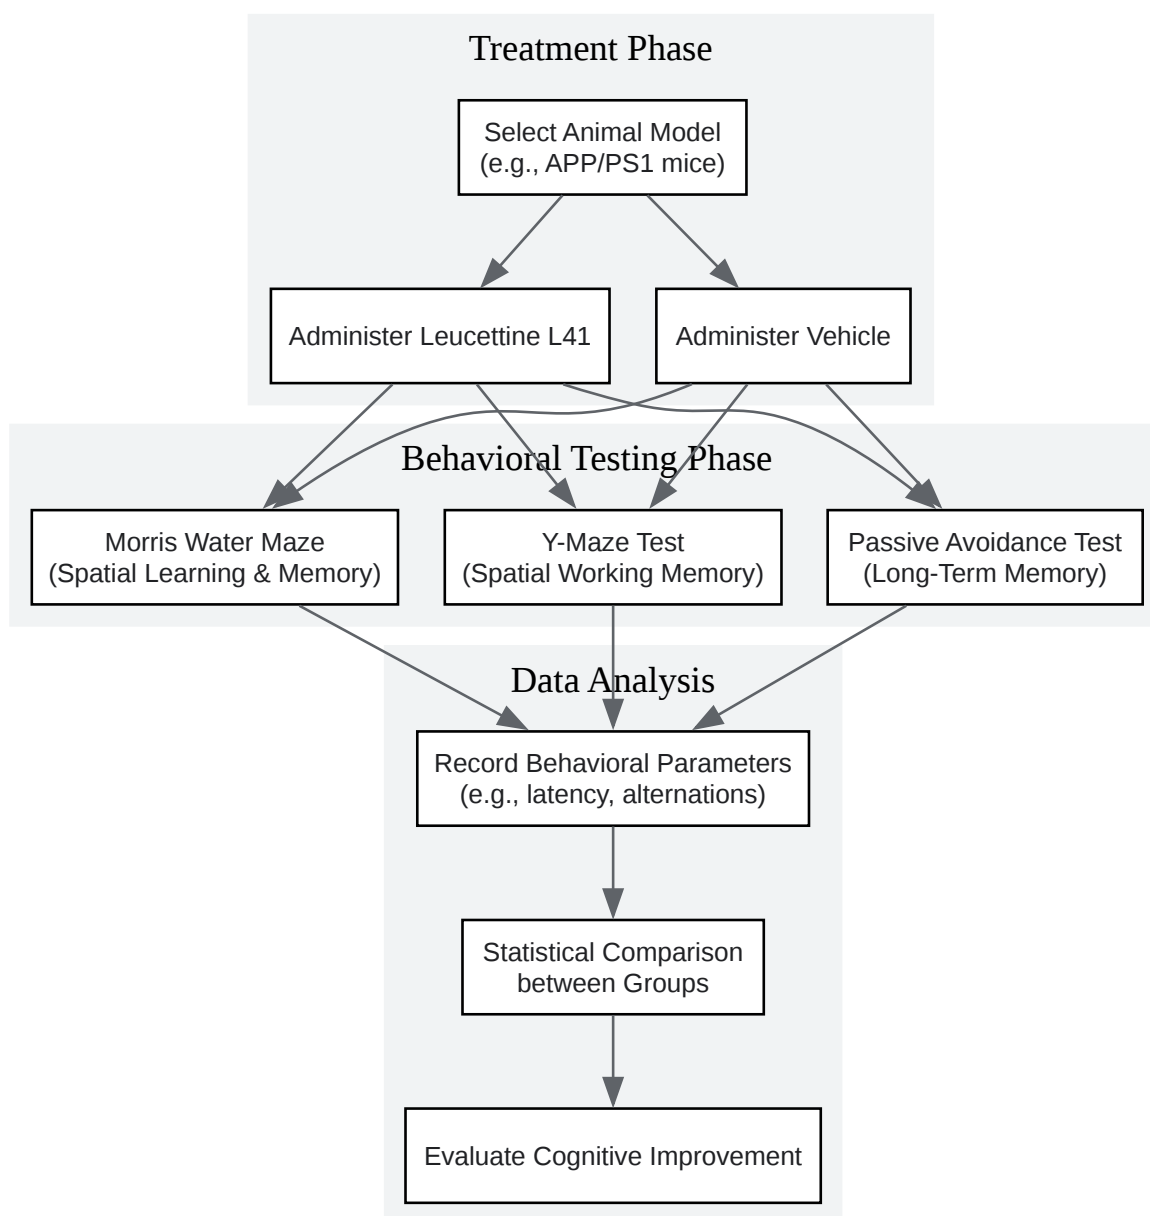 Treatment Phase
Select Animal Model
(e.g., APP/PS1 mice)
Administer Leucettine L41
Administer Vehicle
Behavioral Testing Phase
Morris Water Maze
(Spatial Learning & Memory)
Y-Maze Test
(Spatial Working Memory)
Passive Avoidance Test
(Long-Term Memory)
Data Analysis
Record Behavioral Parameters
(e.g., latency, alternations)
Statistical Comparison
between Groups
Evaluate Cognitive Improvement